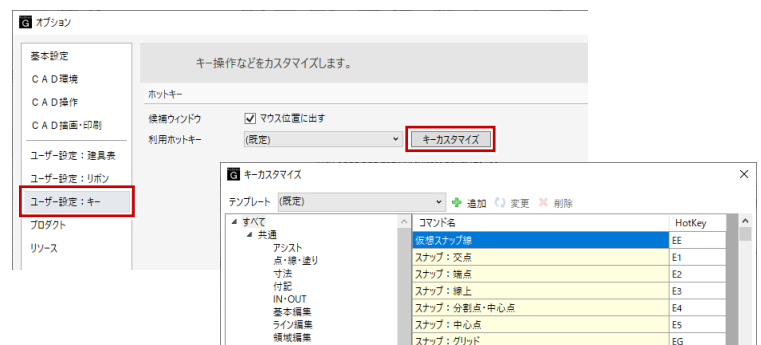 G オプション
基本設定
ＣＡＤ環境
ＣＡＤ操作
ＣＡＤ描画・印刷
ユーザー設定：建具表
ユーザー設定：リボン
ユーザー設定：キー
プロダクト
リソース
キー操作などをカスタマイズします。
ホットキー
候補ウィンドウ マウス位置に出す
利用ホットキー (既定) キーカスタマイズ
G キーカスタマイズ
テンプレート (既定) 追加 変更 削除
すべて
共通
アシスト
点・線・塗り
寸法
付記
IN・OUT
基本編集
ライン編集
領域編集
コマンド名 HotKey
仮想スナップ線 EE
スナップ：交点 E1
スナップ：端点 E2
スナップ：線上 E3
スナップ：分割点・中心点 E4
スナップ：中心点 E5
スナップ：グリッド EG